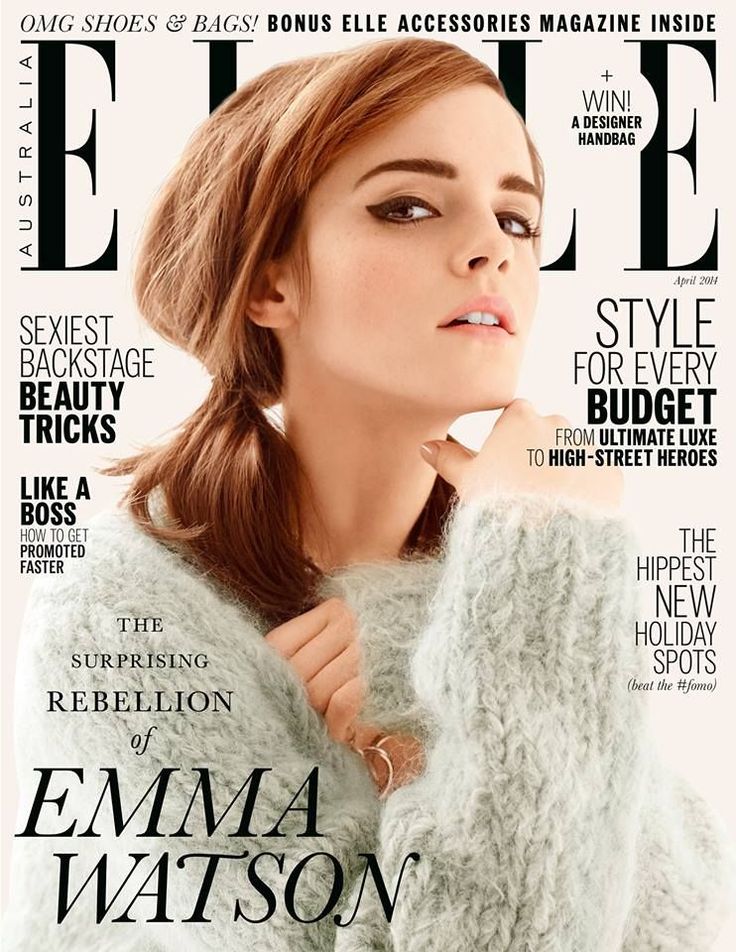 OMG SHOES & BAGS! BONUS ELLE ACCESSORIES MAGAZINE INSIDE
AUSTRALIA
ELLE
+
WIN!
A DESIGNER
HANDBAG
April 2014
SEXIEST
BACKSTAGE
BEAUTY
TRICKS
LIKE A
BOSS
HOW TO GET
PROMOTED
FASTER
STYLE
FOR EVERY
BUDGET
FROM ULTIMATE LUXE
TO HIGH-STREET HEROES
THE
HIPPEST
NEW
HOLIDAY
SPOTS
(beat the #fomo)
THE
SURPRISING
REBELLION
of
EMMA
WATSON